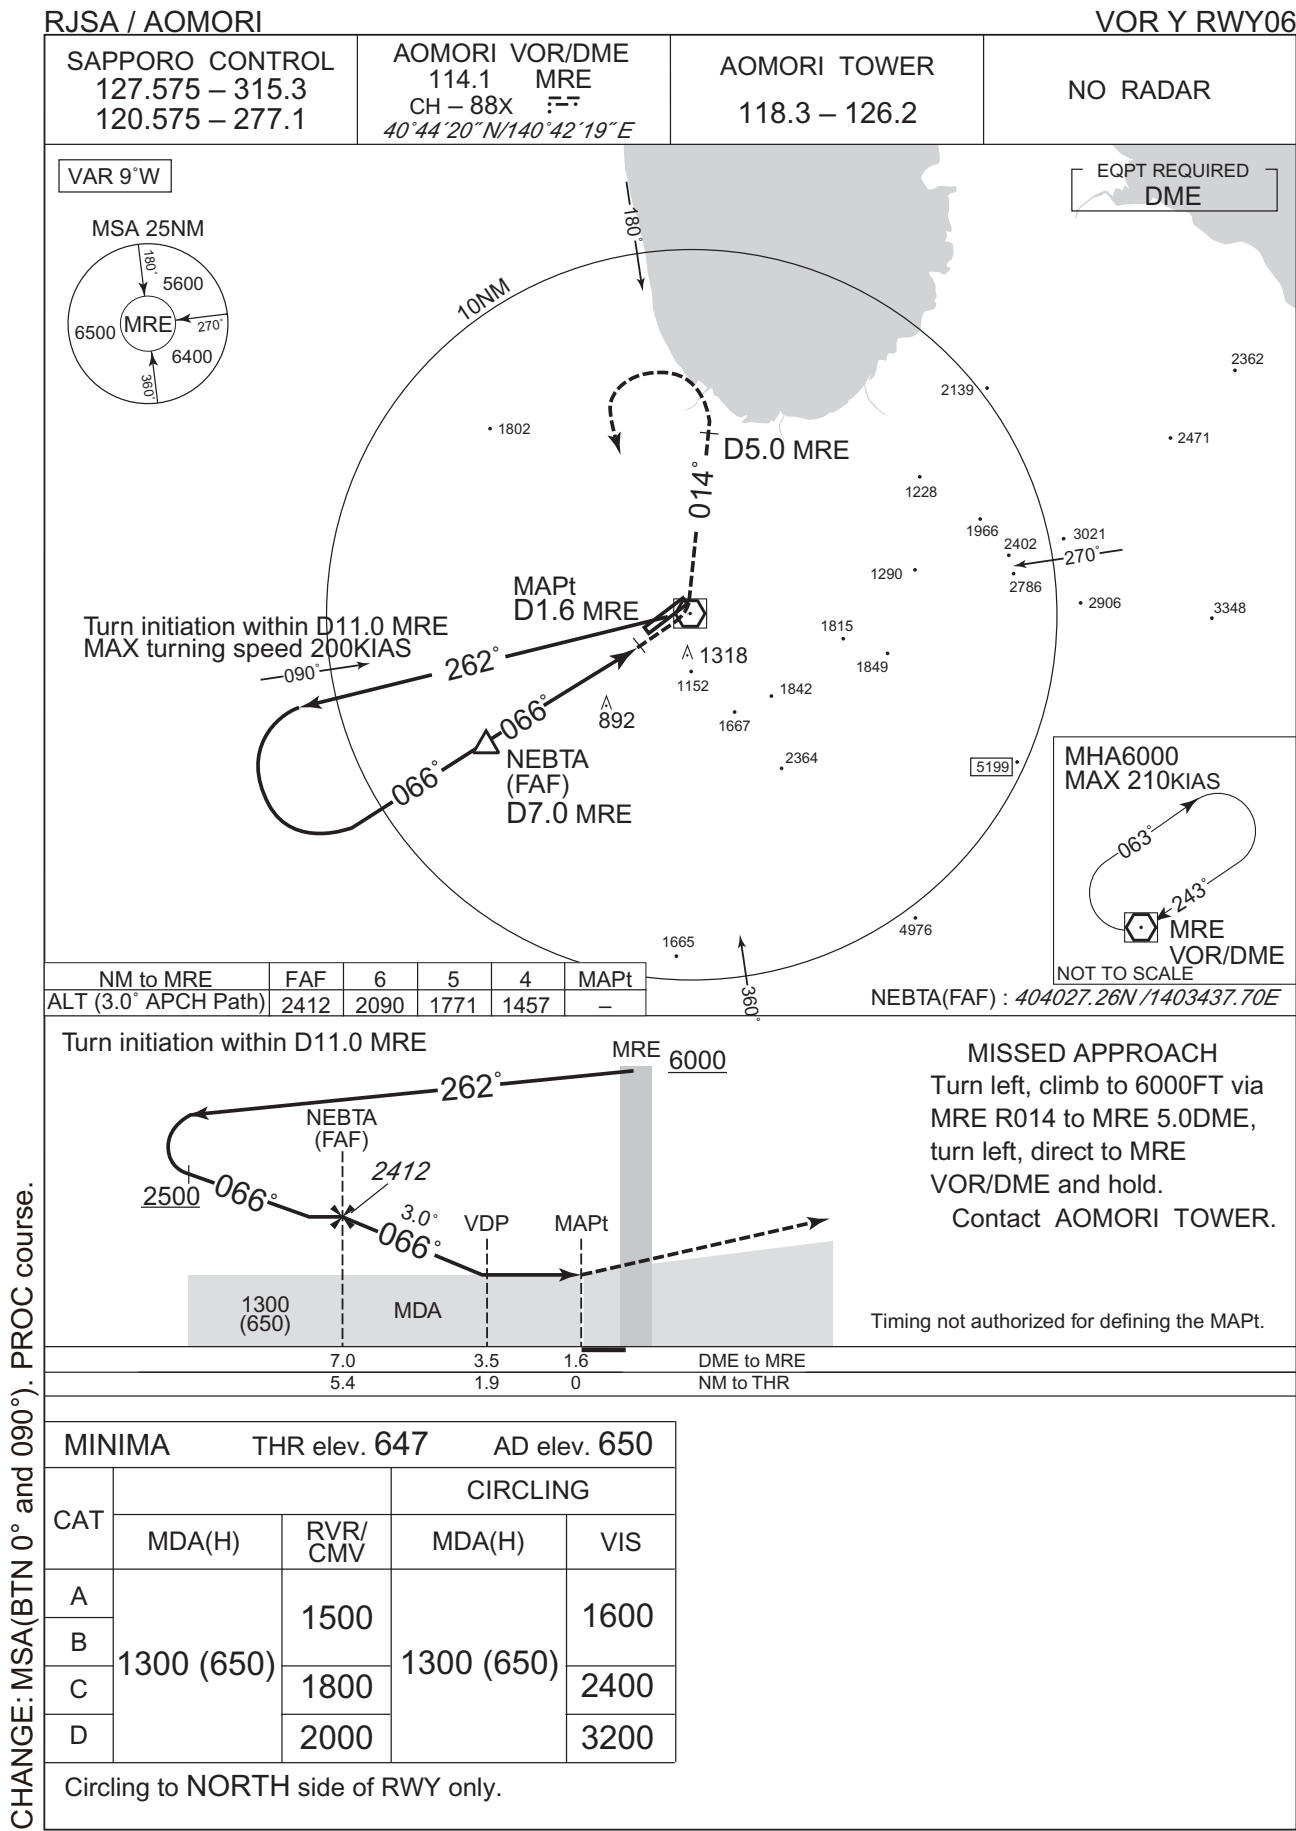 RJSA / AOMORI
VOR Y RWY06
SAPPORO CONTROL
127.575 – 315.3
120.575 – 277.1
AOMORI VOR/DME
114.1 MRE
CH – 88X
40°44´20˝N/140°42´19˝E
AOMORI TOWER
118.3 – 126.2
NO RADAR
VAR 9°W
EQPT REQUIRED
DME
MSA 25NM
180°
5600
6500
MRE
270°
6400
360°
180°
10NM
2362
2139
1802
2471
D5.0 MRE
014°
1228
1966
3021
2402
270°
1290
2786
2906
3348
MAPt
D1.6 MRE
Turn initiation within D11.0 MRE
MAX turning speed 200KIAS
090°
262°
1815
1318
1849
1152
1842
892
1667
066°
NEBTA
(FAF)
D7.0 MRE
066°
2364
5199
MHA6000
MAX 210KIAS
063°
243°
MRE
VOR/DME
NOT TO SCALE
4976
1665
360°
NM to MRE FAF 6 5 4 MAPt
ALT (3.0° APCH Path) 2412 2090 1771 1457 –
NEBTA(FAF) : 404027.26N /1403437.70E
Turn initiation within D11.0 MRE
MRE
6000
262°
NEBTA
(FAF)
2412
2500
066°
3.0°
066°
VDP
MAPt
1300
(650)
MDA
MISSED APPROACH
Turn left, climb to 6000FT via
MRE R014 to MRE 5.0DME,
turn left, direct to MRE
VOR/DME and hold.
Contact AOMORI TOWER.
Timing not authorized for defining the MAPt.
7.0 3.5 1.6 DME to MRE
5.4 1.9 0 NM to THR
MINIMA THR elev. 647 AD elev. 650
CAT
CIRCLING
MDA(H)
RVR/
CMV
MDA(H)
VIS
A
B
C
D
1300 (650)
1500
1800
2000
1300 (650)
1600
2400
3200
Circling to NORTH side of RWY only.
CHANGE: MSA(BTN 0° and 090°). PROC course.